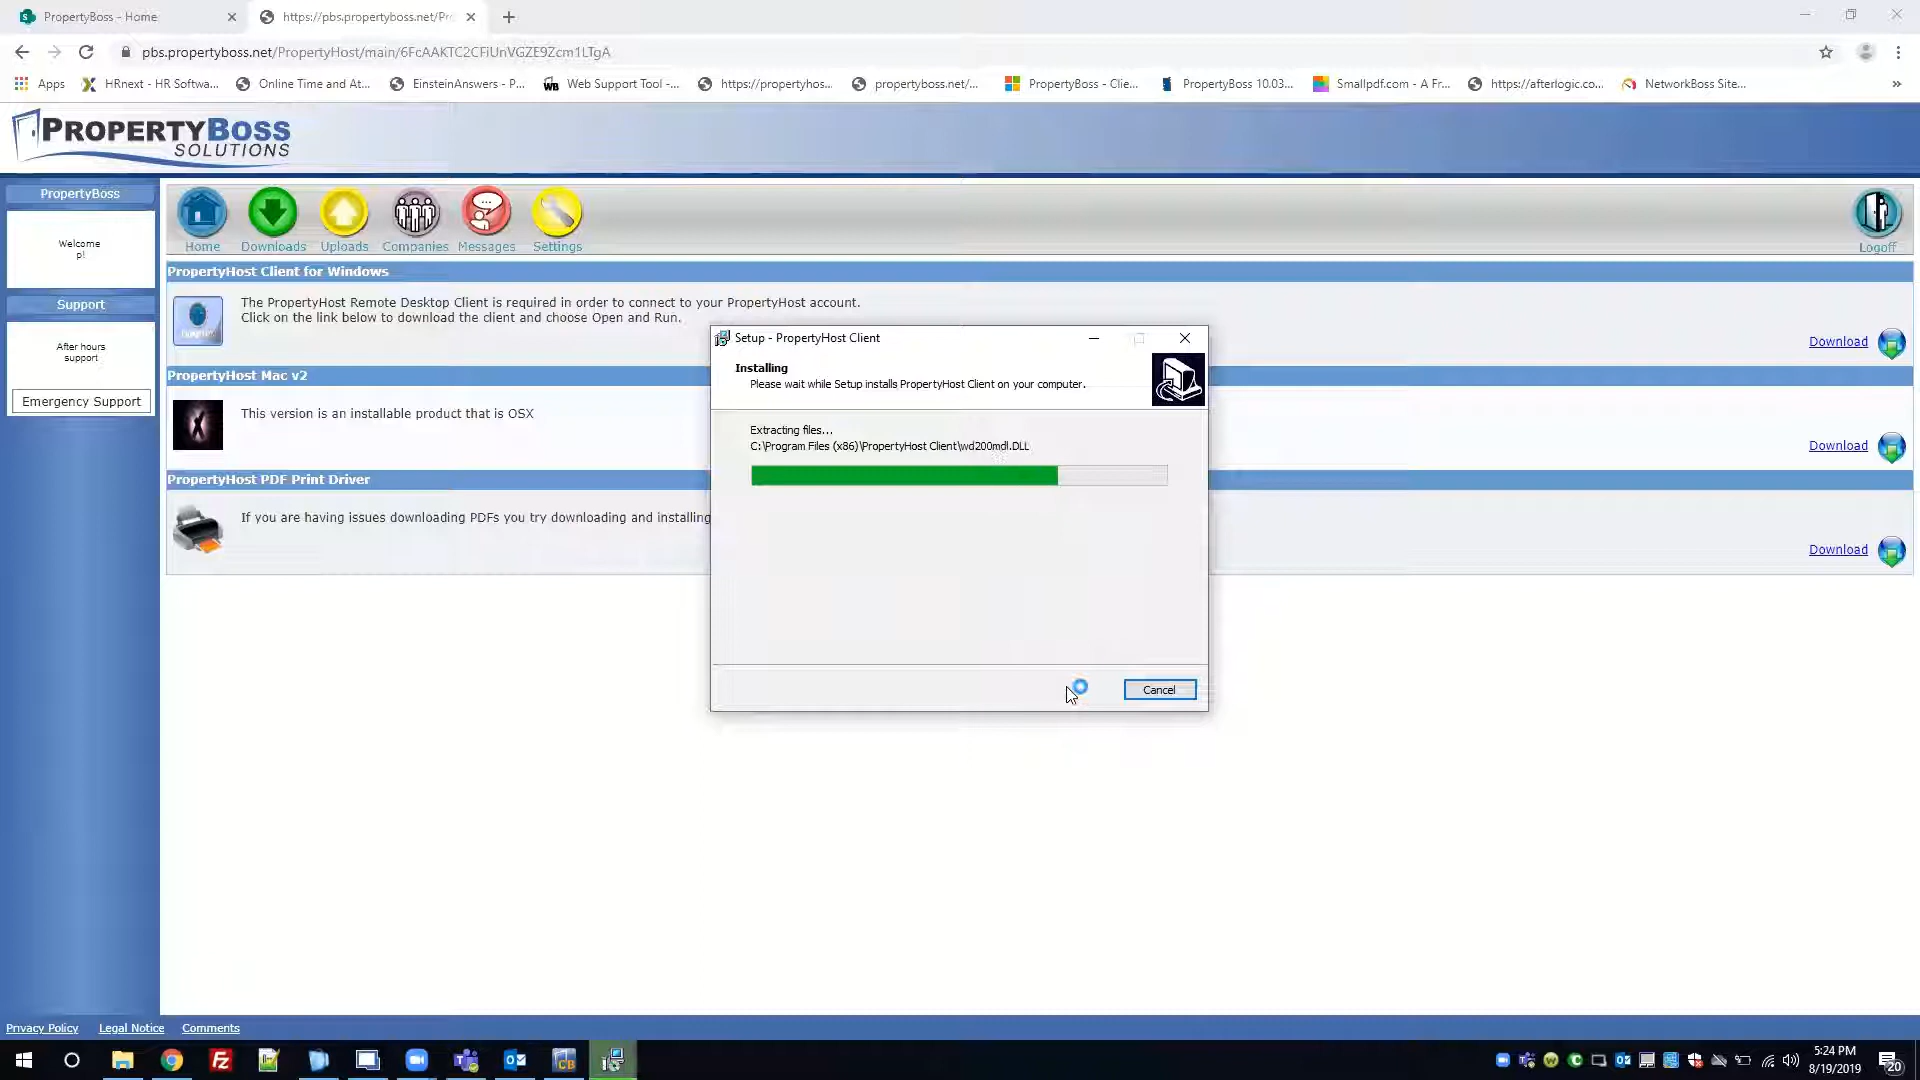 PropertyBoss - Home
https://pbs.propertyboss.net/Pr
pbs.propertyboss.net/PropertyHost/main/6FcAAKTC2CFiUnVGZE9Zcm1LTgA
Apps
HRnext - HR Softwa...
Online Time and At...
EinsteinAnswers - P...
WB
Web Support Tool -...
https://propertyhos...
propertyboss.net/...
PropertyBoss - Clie...
PropertyBoss 10.03...
Smallpdf.com - A Fr...
https://afterlogic.co...
NetworkBoss Site...
»
PROPERTYBOSS
SOLUTIONS
PropertyBoss
Welcome
p!
Support
After hours
support
Emergency Support
Home
Downloads
Uploads
Companies
Messages
Settings
Logoff
PropertyHost Client for Windows
The PropertyHost Remote Desktop Client is required in order to connect to your PropertyHost account.
Click on the link below to download the client and choose Open and Run.
Download
PropertyHost Mac v2
This version is an installable product that is OSX
Download
PropertyHost PDF Print Driver
If you are having issues downloading PDFs you try downloading and installing
Download
Setup - PropertyHost Client
Installing
Please wait while Setup installs PropertyHost Client on your computer.
Extracting files...
C:\Program Files (x86)\PropertyHost Client\wd200mdl.DLL
Cancel
Privacy Policy
Legal Notice
Comments
5:24 PM
8/19/2019
20